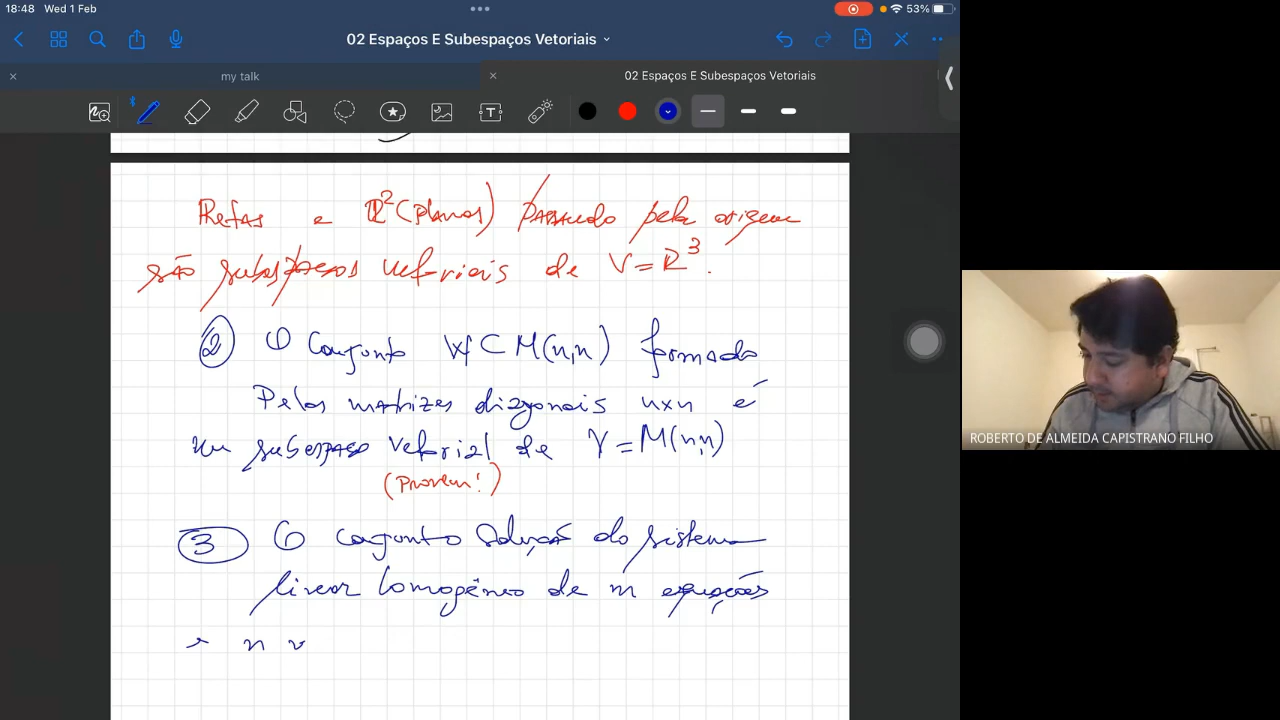 18:48 Wed 1 Feb
53%
02 Espaços E Subespaços Vetoriais
my talk
02 Espaços E Subespaços Vetoriais
Retas e ℝ² (Planos) passando pela origem
são subespaços vetoriais de V = ℝ³.
② O conjunto W ⊂ M(n,n) formado
Pelas matrizes diagonais n×n é
um subespaço vetorial de V = M(n,n)
(Provem!)
③ O conjunto solução do sistema
linear homogêneo de m equações
e n v
ROBERTO DE ALMEIDA CAPISTRANO FILHO